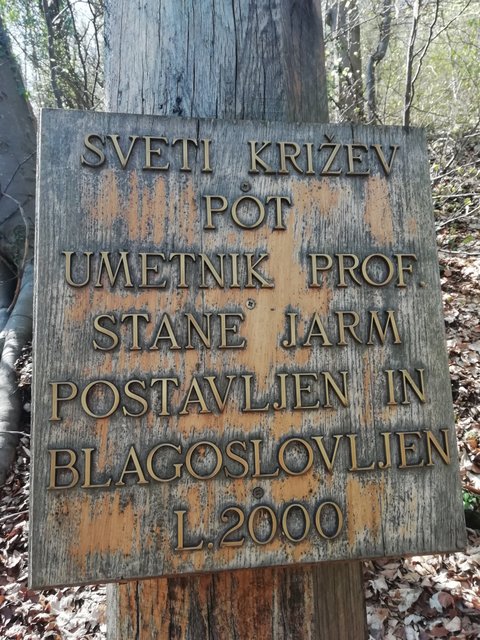 SVETI KRIŽEV
POT
UMETNIK PROF.
STANE JARM
POSTAVLJEN IN
BLAGOSLOVLJEN
L.2000